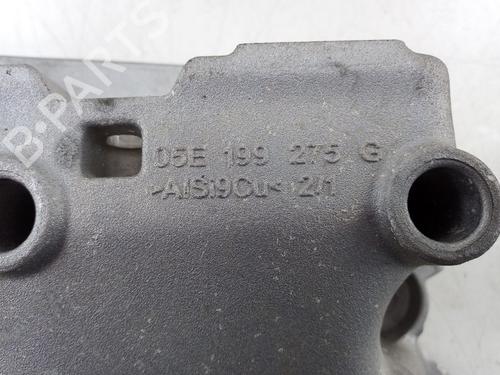 B-PARTS
05E 199 275 G
>AlSi9Cu< 2/1